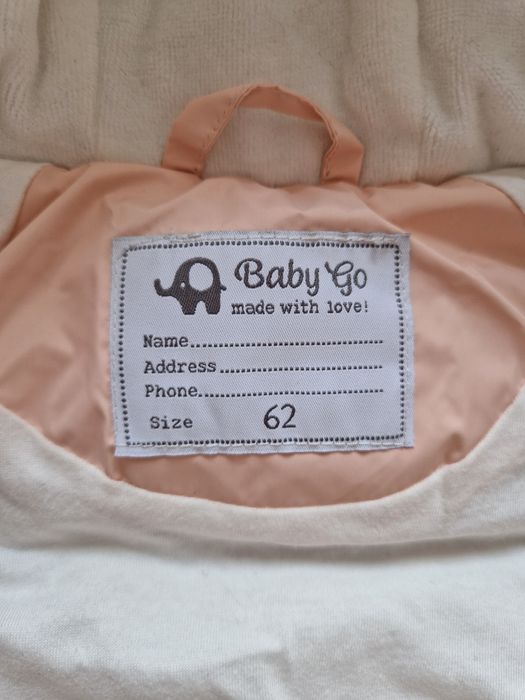 Baby Go
made with love!
Name................................
Address...........................
Phone..............................
Size 62